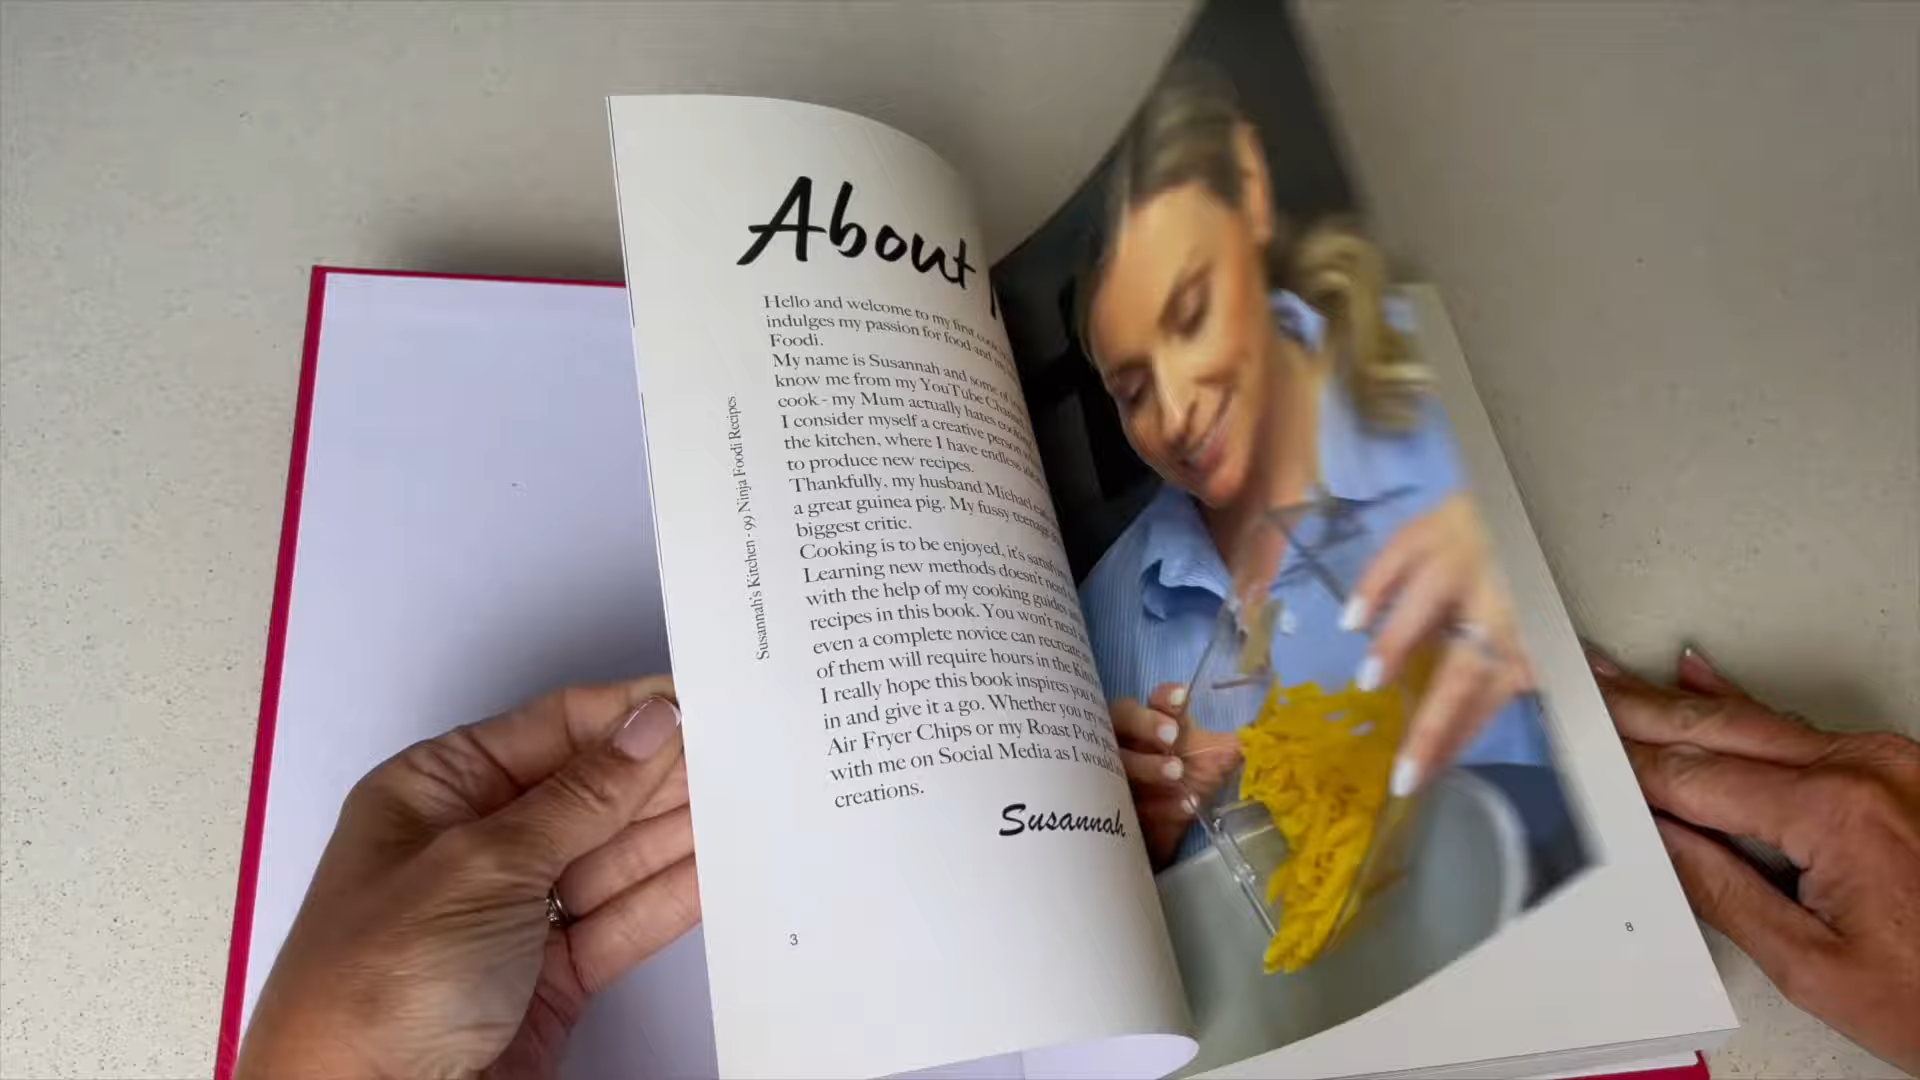 About
Hello and welcome to my first
indulges my passion for food and my
Foodi.
My name is Susannah and some of
know me from my YouTube Channel
cook - my Mum actually hates
I consider myself a creative person
the kitchen, where I have endless
to produce new recipes.
Thankfully, my husband Michael
a great guinea pig. My fussy
biggest critic.
Cooking is to be enjoyed, it's
Learning new methods doesn't need
with the help of my cooking guides
recipes in this book. You won't need
even a complete novice can recreate
of them will require hours in the
I really hope this book inspires you
in and give it a go. Whether you try
Air Fryer Chips or my Roast Pork
with me on Social Media as I would
creations.
Susannah
Susannah's Kitchen - 99 Ninja Foodi Recipes
3
8